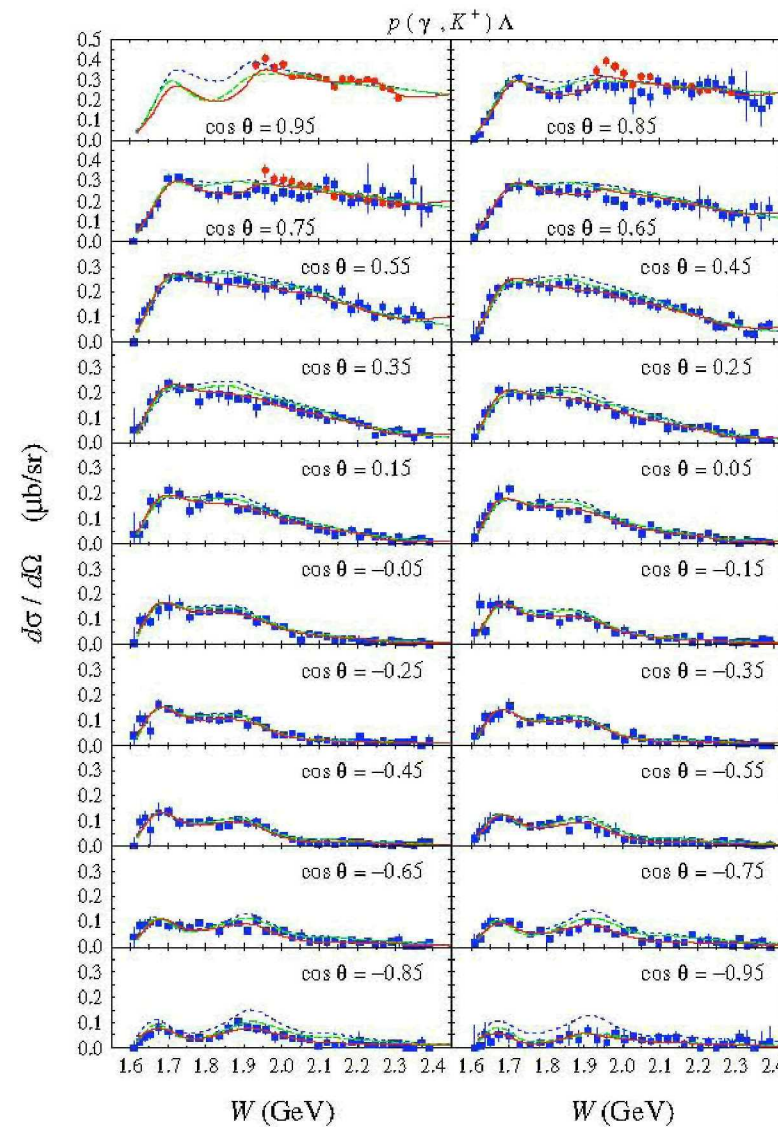 p ( γ , K⁺ ) Λ
0.5
0.4
0.3
0.2
0.1
0.0
cos θ = 0.95
cos θ = 0.85
0.4
0.3
0.2
0.1
0.0
cos θ = 0.75
cos θ = 0.65
0.3
0.2
0.1
0.0
cos θ = 0.55
cos θ = 0.45
0.3
0.2
0.1
0.0
cos θ = 0.35
cos θ = 0.25
0.3
0.2
0.1
0.0
cos θ = 0.15
cos θ = 0.05
0.3
0.2
0.1
0.0
cos θ = −0.05
cos θ = −0.15
0.3
0.2
0.1
0.0
cos θ = −0.25
cos θ = −0.35
0.3
0.2
0.1
0.0
cos θ = −0.45
cos θ = −0.55
0.3
0.2
0.1
0.0
cos θ = −0.65
cos θ = −0.75
0.3
0.2
0.1
0.0
cos θ = −0.85
cos θ = −0.95
dσ / dΩ (μb/sr)
1.6 1.7 1.8 1.9 2.0 2.1 2.2 2.3 2.4
1.6 1.7 1.8 1.9 2.0 2.1 2.2 2.3 2.4
W (GeV)
W (GeV)